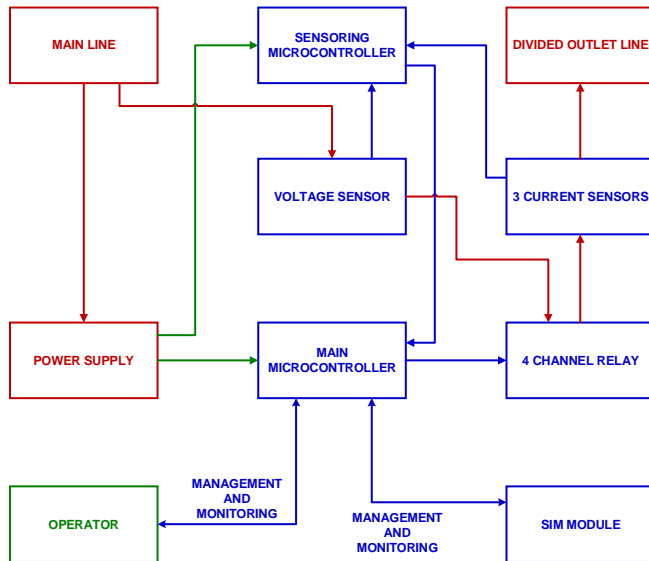 MAIN LINE
SENSORING
MICROCONTROLLER
DIVIDED OUTLET LINE
VOLTAGE SENSOR
3 CURRENT SENSORS
POWER SUPPLY
MAIN
MICROCONTROLLER
4 CHANNEL RELAY
OPERATOR
MANAGEMENT
AND
MONITORING
MANAGEMENT
AND
MONITORING
SIM MODULE